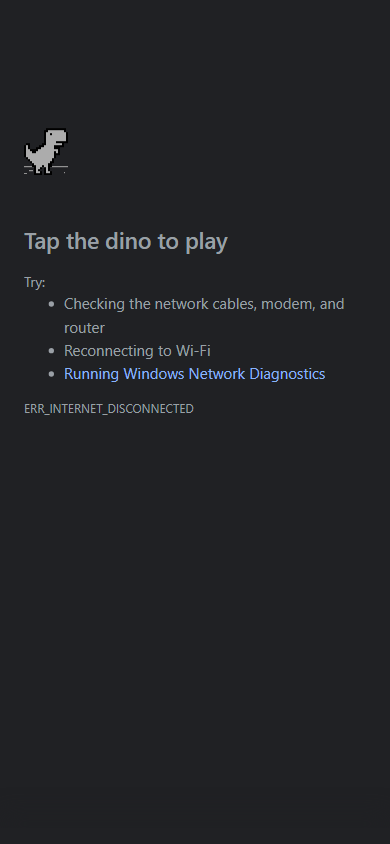 Tap the dino to play
Try:
Checking the network cables, modem, and
router
Reconnecting to Wi-Fi
Running Windows Network Diagnostics
ERR_INTERNET_DISCONNECTED